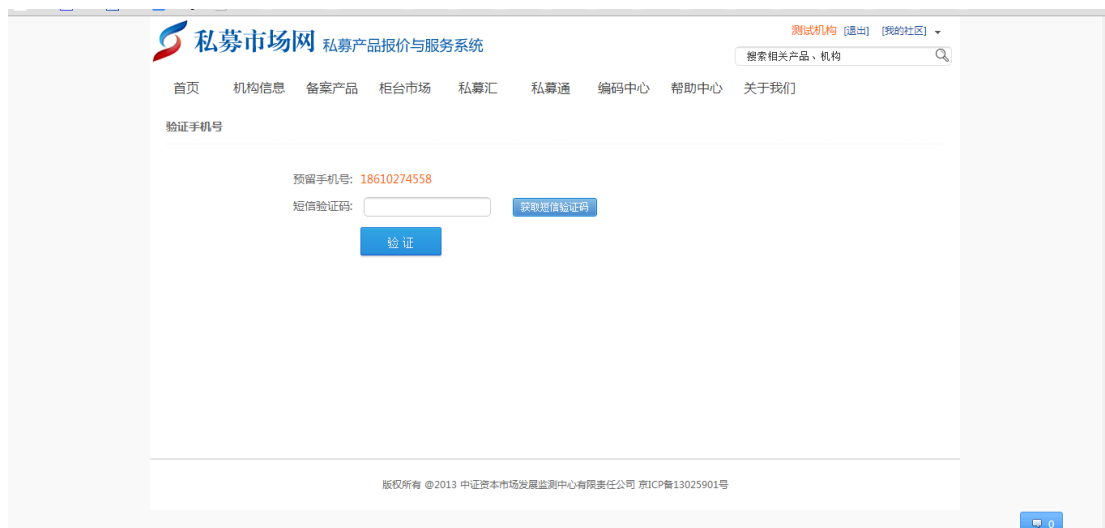 测试机构 [退出] [我的社区]
私募市场网 私募产品报价与服务系统
搜索相关产品、机构
首页 机构信息 备案产品 柜台市场 私募汇 私募通 编码中心 帮助中心 关于我们
验证手机号
预留手机号: 18610274558
短信验证码: 获取短信验证码
验 证
版权所有 @2013 中证资本市场发展监测中心有限责任公司 京ICP备13025901号
0